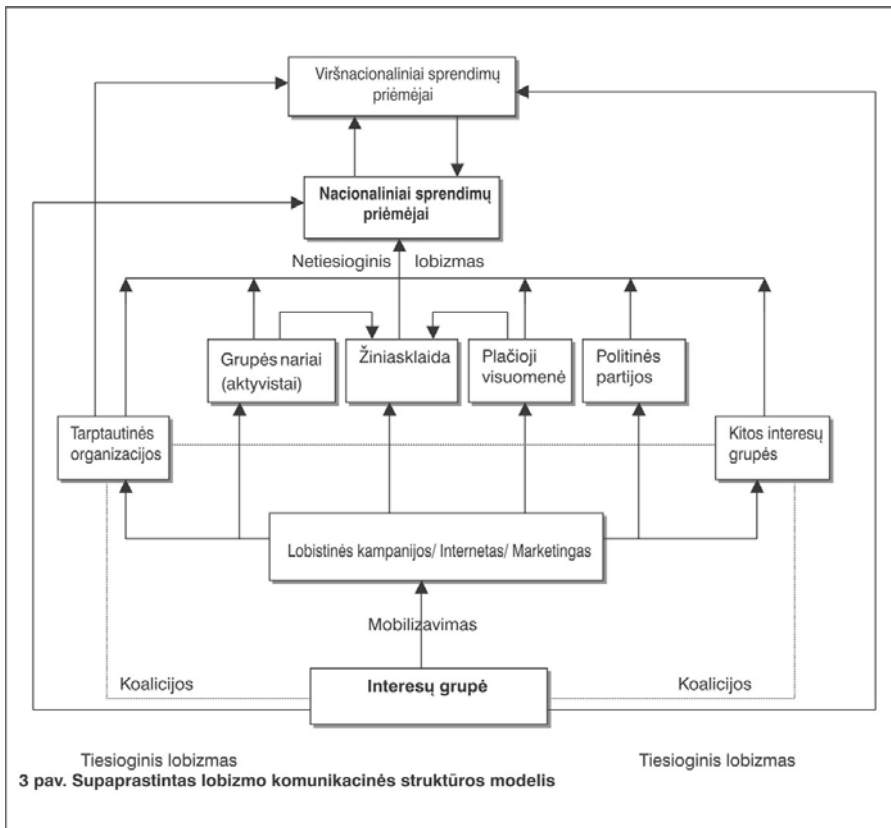 Viršnacionaliniai sprendimų
priėmėjai
Nacionaliniai sprendimų
priėmėjai
Netiesioginis lobizmas
Grupės nariai
(aktyvistai)
Žiniasklaida
Plačioji
visuomenė
Politinės
partijos
Tarptautinės
organizacijos
Kitos interesų
grupės
Lobistinės kampanijos/ Internetas/ Marketingas
Mobilizavimas
Koalicijos
Interesų grupė
Koalicijos
Tiesioginis lobizmas
Tiesioginis lobizmas
3 pav. Supaprastintas lobizmo komunikacinės struktūros modelis